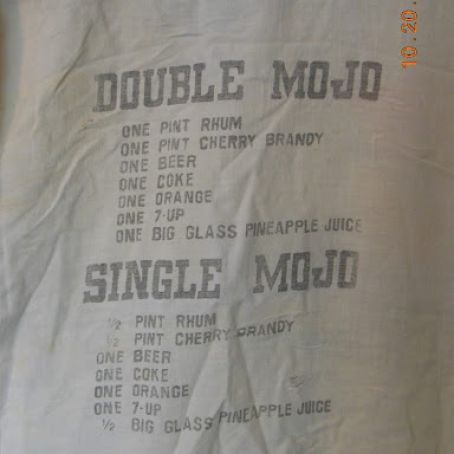 DOUBLE MOJO
ONE PINT RHUM
ONE PINT CHERRY BRANDY
ONE BEER
ONE COKE
ONE ORANGE
ONE 7-UP
ONE BIG GLASS PINEAPPLE JUICE
SINGLE MOJO
½ PINT RHUM
½ PINT CHERRY BRANDY
ONE BEER
ONE COKE
ONE ORANGE
ONE 7-UP
½ BIG GLASS PINEAPPLE JUICE
10.20.